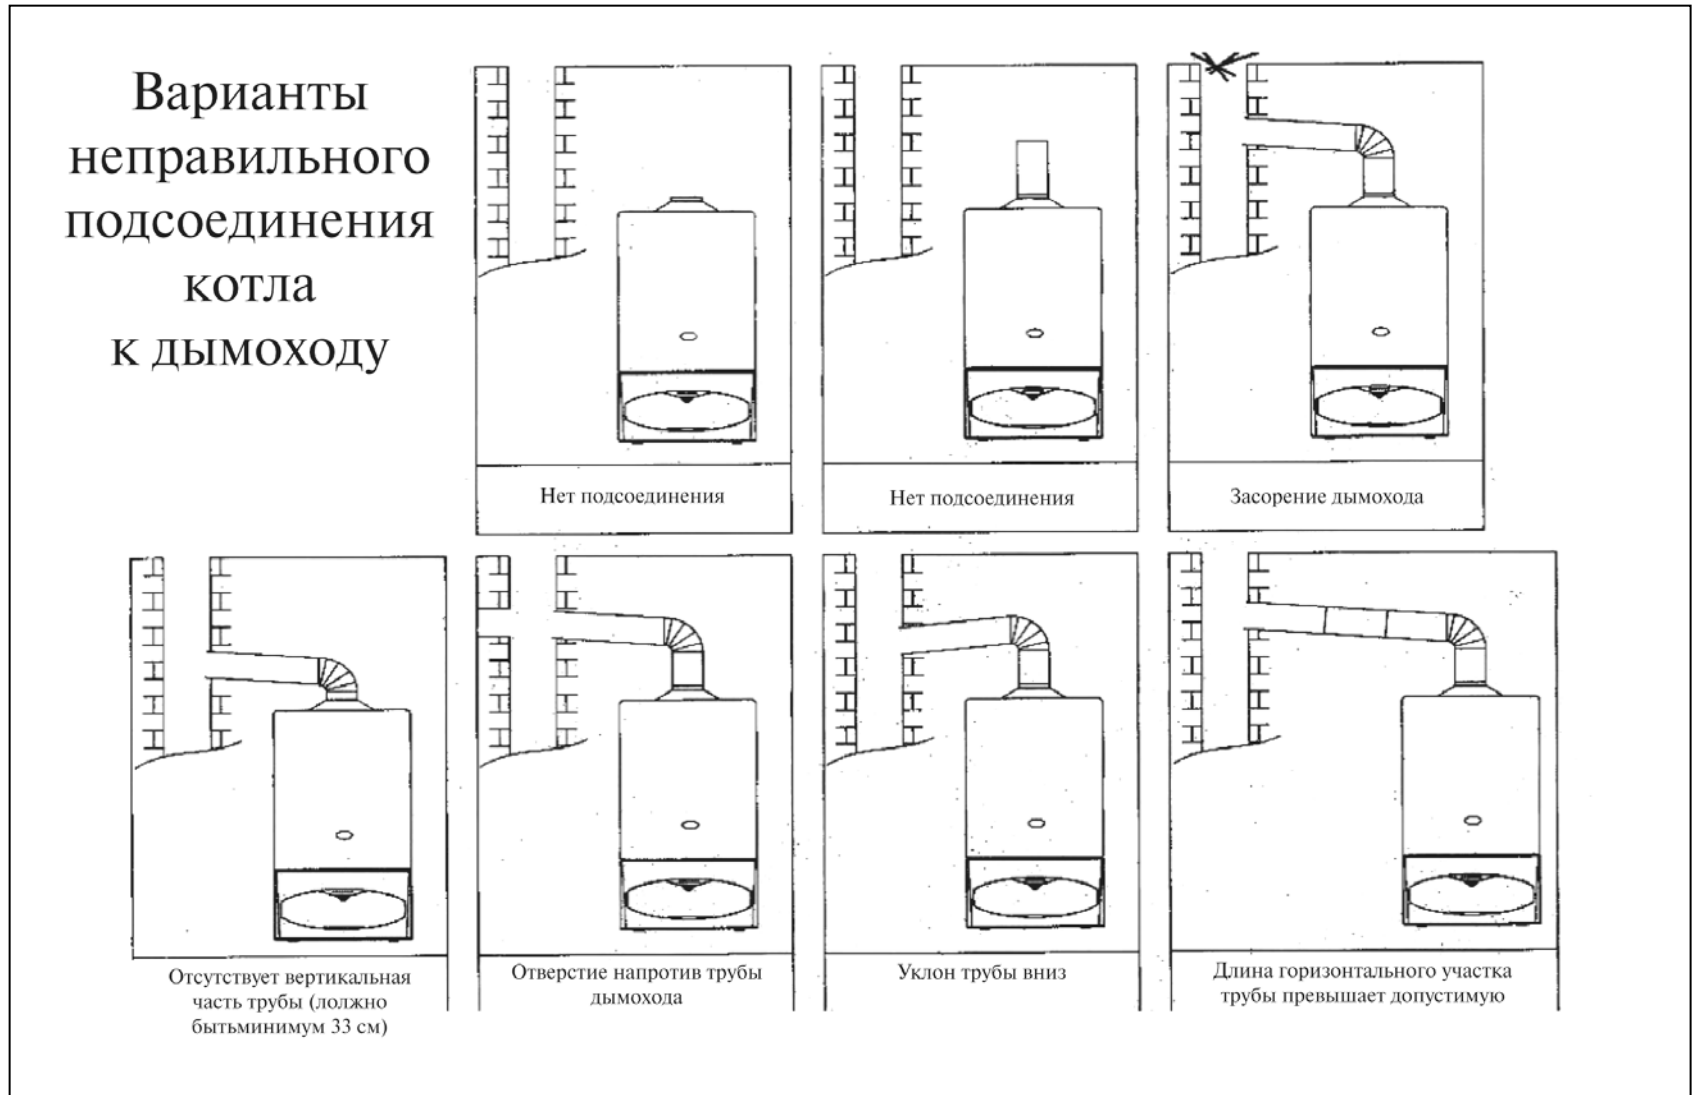 Варианты
неправильного
подсоединения
котла
к дымоходу
Нет подсоединения
Нет подсоединения
Засорение дымохода
Отсутствует вертикальная
часть трубы (лолжно
бытьминимум 33 см)
Отверстие напротив трубы
дымохода
Уклон трубы вниз
Длина горизонтального участка
трубы превышает допустимую